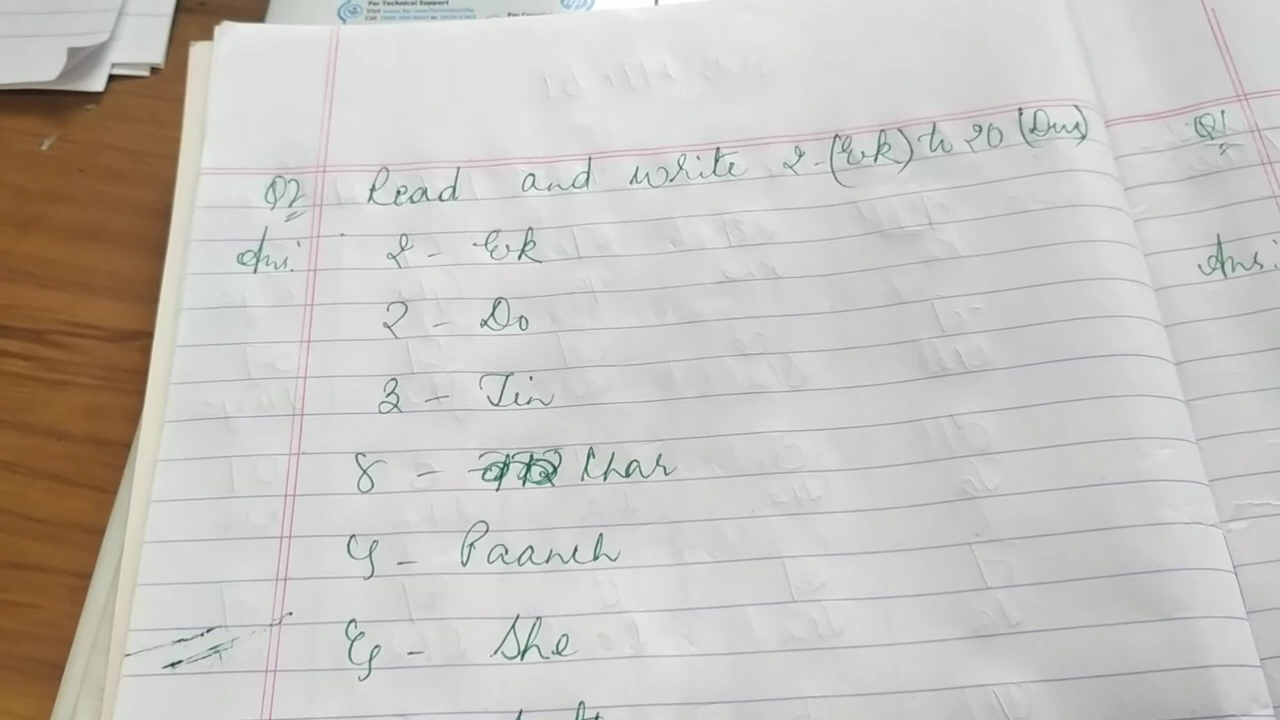 For Technical Support
Q2 Read and write १-(Ek) to १० (Dus)
Ans. १ - Ek
२ - Do
३ - Tin
४ - Char
५ - Paanch
६ - She
Q1
Ans.